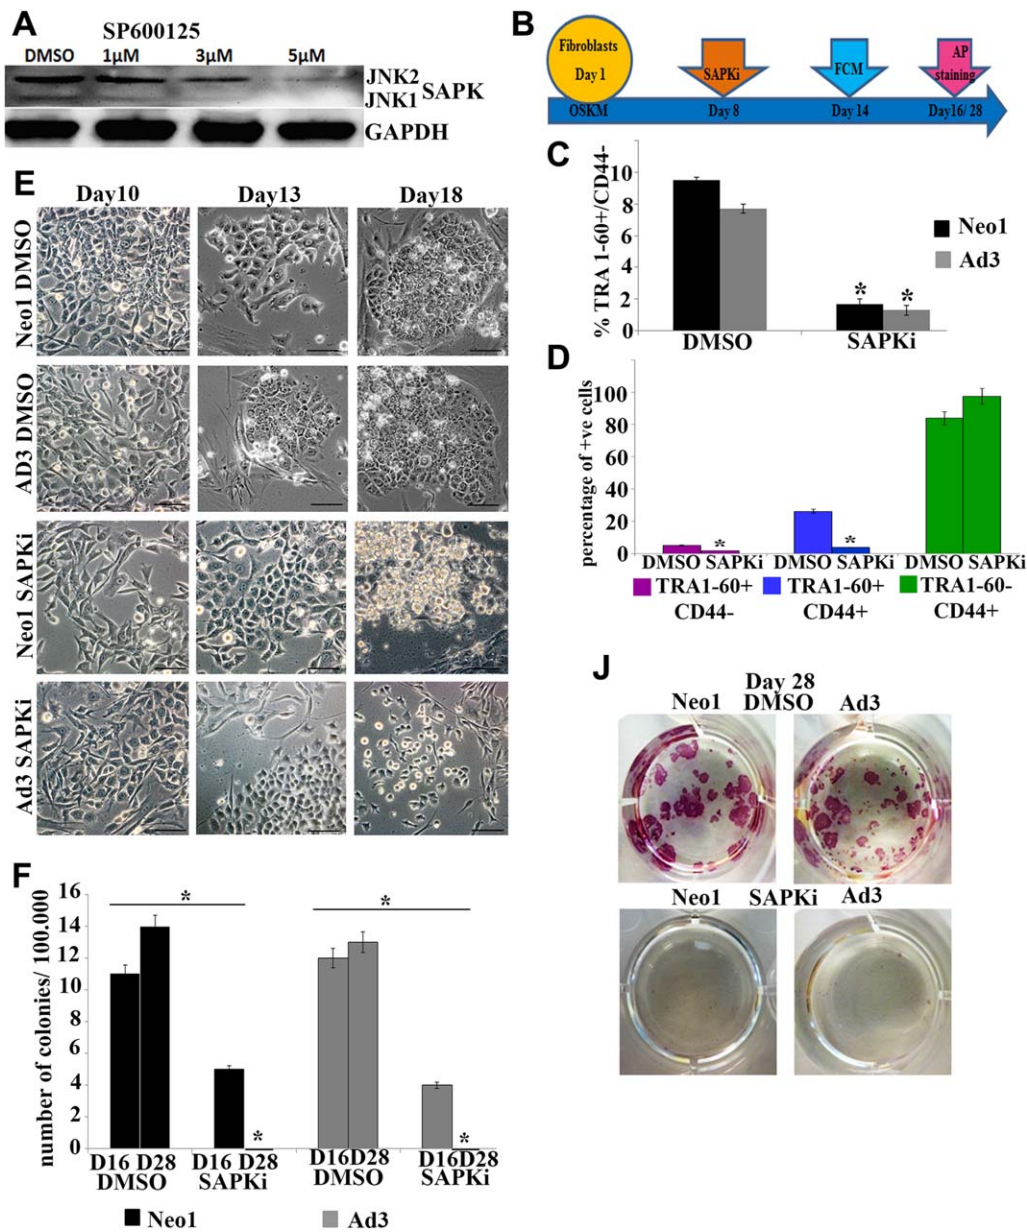 A
SP600125
DMSO 1µM 3µM 5µM
JNK2
JNK1 SAPK
GAPDH
B
Fibroblasts
Day 1
OSKM
SAPKi
Day 8
FCM
Day 14
AP
staining
Day16/ 28
C
% TRA 1-60+/CD44-
10
8
6
4
2
0
* *
DMSO SAPKi
Neo1
Ad3
D
percentage of +ve cells
100
80
60
40
20
0
* *
DMSO SAPKi DMSO SAPKi DMSO SAPKi
TRA1-60+ TRA1-60+ TRA1-60-
CD44- CD44+ CD44+
E
Day10 Day13 Day18
Neo1 DMSO
AD3 DMSO
Neo1 SAPKi
Ad3 SAPKi
F
number of colonies/ 100.000
16
14
12
10
8
6
4
2
0
* *
* *
D16 D28 D16 D28 D16D28 D16D28
DMSO SAPKi DMSO SAPKi
Neo1 Ad3
J
Day 28
Neo1 DMSO Ad3
Neo1 SAPKi Ad3